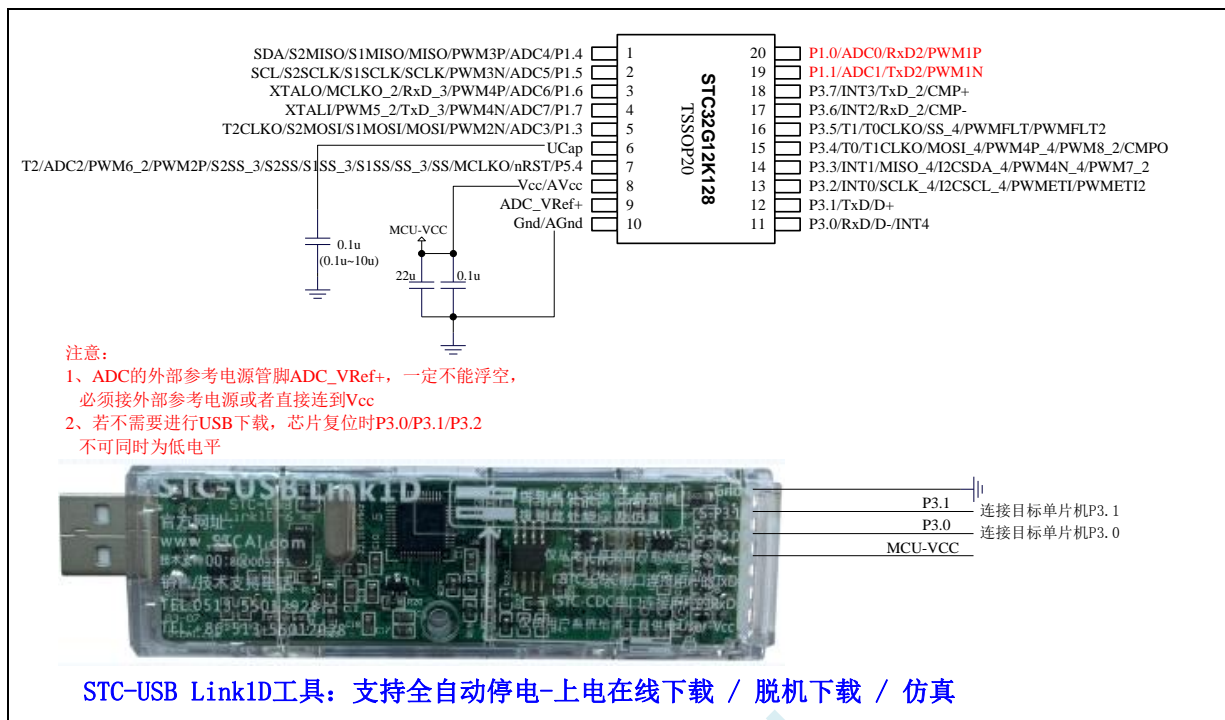 SDA/S2MISO/S1MISO/MISO/PWM3P/ADC4/P1.4 1
SCL/S2SCLK/S1SCLK/SCLK/PWM3N/ADC5/P1.5 2
XTALO/MCLKO_2/RxD_3/PWM4P/ADC6/P1.6 3
XTALI/PWM5_2/TxD_3/PWM4N/ADC7/P1.7 4
T2CLKO/S2MOSI/S1MOSI/MOSI/PWM2N/ADC3/P1.3 5
UCap 6
T2/ADC2/PWM6_2/PWM2P/S2SS_3/S2SS/S1SS_3/S1SS/SS_3/SS/MCLKO/nRST/P5.4 7
Vcc/AVcc 8
ADC_VRef+ 9
Gnd/AGnd 10
STC32G12K128
TSSOP20
20 P1.0/ADC0/RxD2/PWM1P
19 P1.1/ADC1/TxD2/PWM1N
18 P3.7/INT3/TxD_2/CMP+
17 P3.6/INT2/RxD_2/CMP-
16 P3.5/T1/T0CLKO/SS_4/PWMFLT/PWMFLT2
15 P3.4/T0/T1CLKO/MOSI_4/PWM4P_4/PWM8_2/CMPO
14 P3.3/INT1/MISO_4/I2CSDA_4/PWM4N_4/PWM7_2
13 P3.2/INT0/SCLK_4/I2CSCL_4/PWMETI/PWMETI2
12 P3.1/TxD/D+
11 P3.0/RxD/D-/INT4
0.1u
(0.1u~10u)
MCU-VCC
22u
0.1u
注意:
1、ADC的外部参考电源管脚ADC_VRef+，一定不能浮空，
必须接外部参考电源或者直接连到Vcc
2、若不需要进行USB下载，芯片复位时P3.0/P3.1/P3.2
不可同时为低电平
STC-USB Link1D
官方网址
www.STCAI.com
TEL:0513-55012928
P3.1 连接目标单片机P3.1
P3.0 连接目标单片机P3.0
MCU-VCC
STC-USB Link1D工具: 支持全自动停电-上电在线下载 / 脱机下载 / 仿真